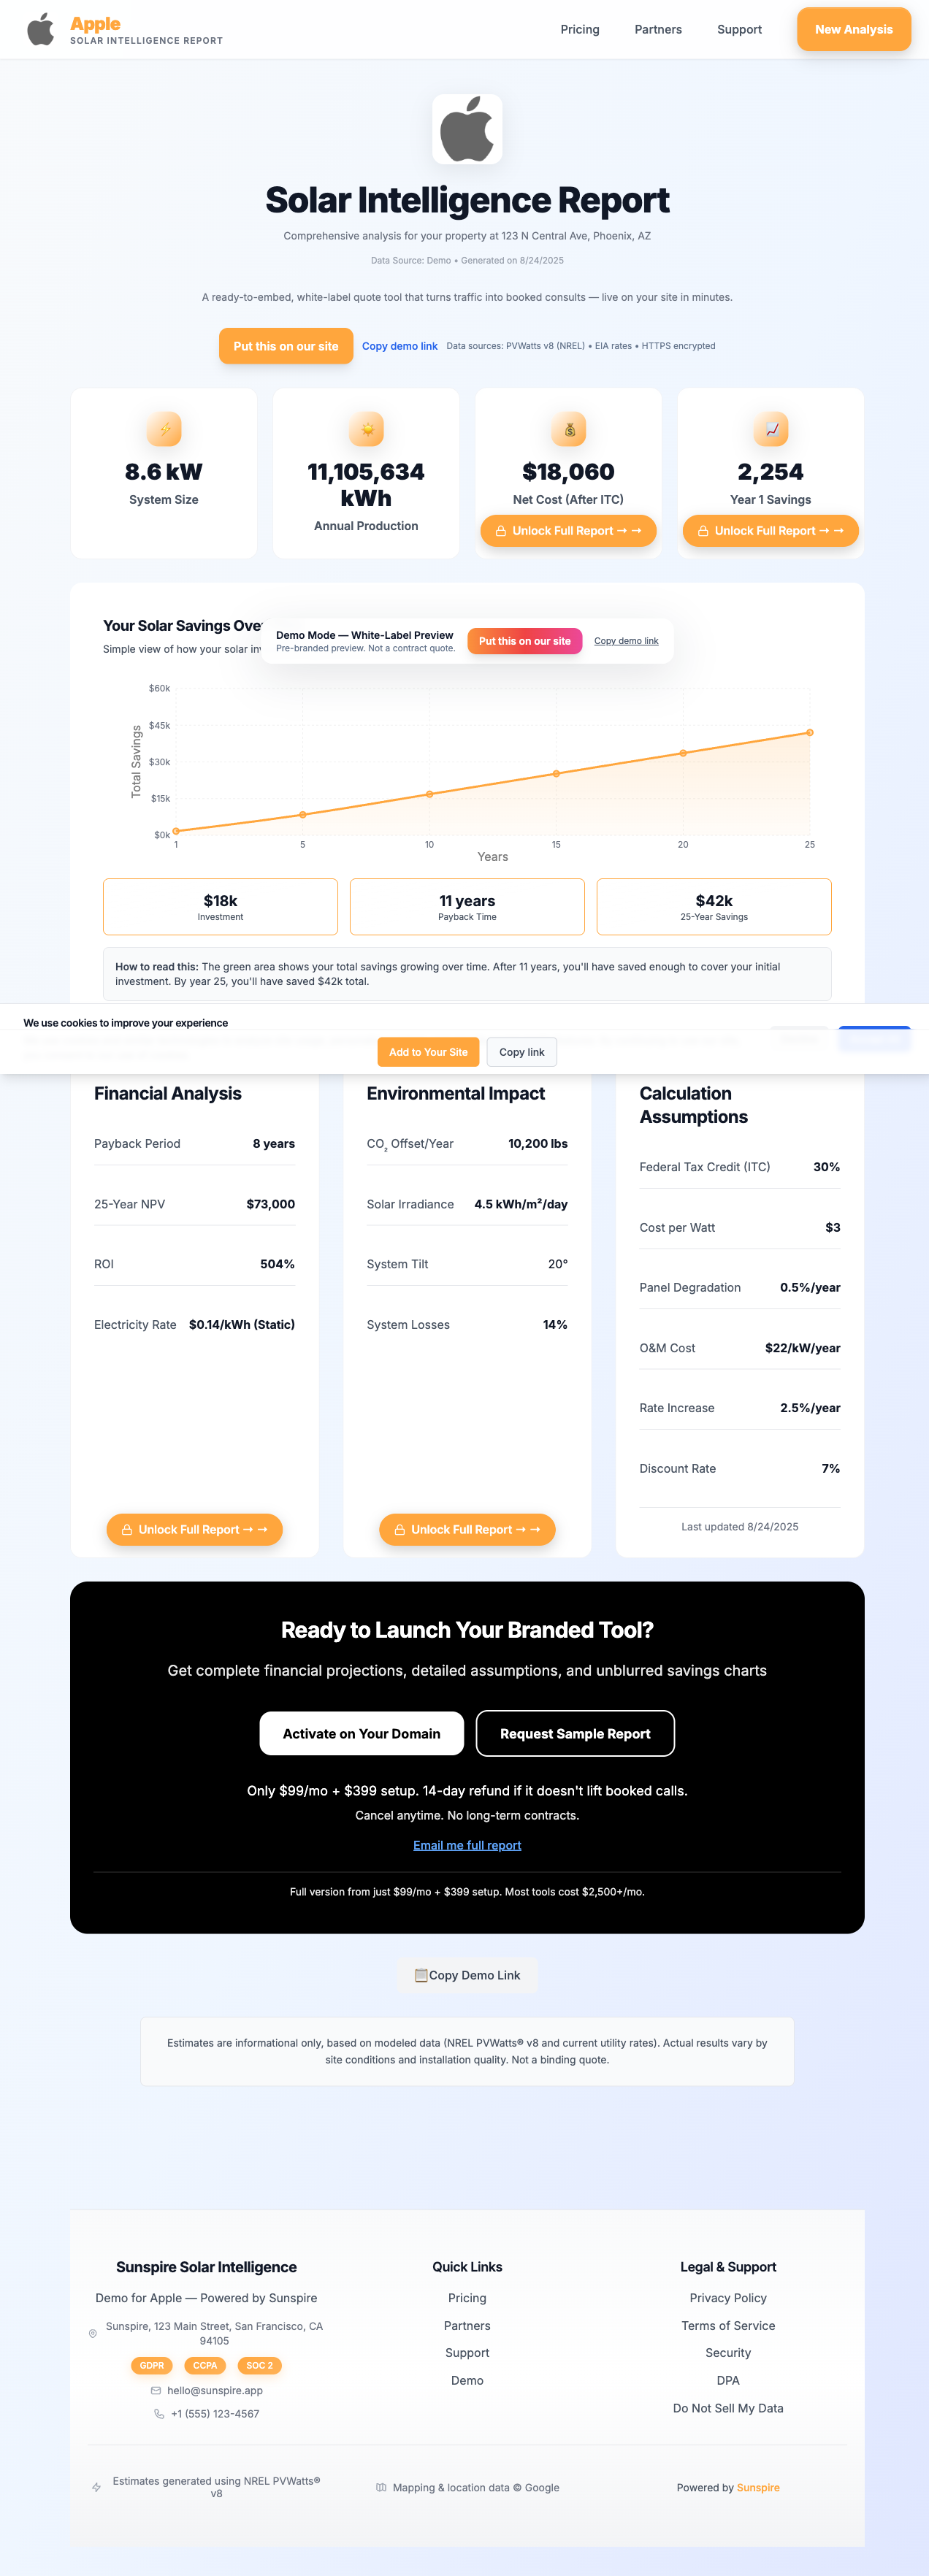 Apple
SOLAR INTELLIGENCE REPORT
Pricing
Partners
Support
New Analysis
Solar Intelligence Report
Comprehensive analysis for your property at 123 N Central Ave, Phoenix, AZ
Data Source: Demo • Generated on 8/24/2025
A ready-to-embed, white-label quote tool that turns traffic into booked consults — live on your site in minutes.
Put this on our site
Copy demo link
Data sources: PVWatts v8 (NREL) • EIA rates • HTTPS encrypted
8.6 kW
System Size
11,105,634
kWh
Annual Production
$18,060
Net Cost (After ITC)
Unlock Full Report → →
2,254
Year 1 Savings
Unlock Full Report → →
Your Solar Savings Over
Simple view of how your solar inv
Demo Mode — White-Label Preview
Pre-branded preview. Not a contract quote.
Put this on our site
Copy demo link
Total Savings
$60k
$45k
$30k
$15k
$0k
1
5
10
15
20
25
Years
$18k
Investment
11 years
Payback Time
$42k
25-Year Savings
How to read this: The green area shows your total savings growing over time. After 11 years, you'll have saved enough to cover your initial
investment. By year 25, you'll have saved $42k total.
We use cookies to improve your experience
Add to Your Site
Copy link
Financial Analysis
Payback Period
8 years
25-Year NPV
$73,000
ROI
504%
Electricity Rate
$0.14/kWh (Static)
Unlock Full Report → →
Environmental Impact
CO₂ Offset/Year
10,200 lbs
Solar Irradiance
4.5 kWh/m²/day
System Tilt
20°
System Losses
14%
Unlock Full Report → →
Calculation
Assumptions
Federal Tax Credit (ITC)
30%
Cost per Watt
$3
Panel Degradation
0.5%/year
O&M Cost
$22/kW/year
Rate Increase
2.5%/year
Discount Rate
7%
Last updated 8/24/2025
Ready to Launch Your Branded Tool?
Get complete financial projections, detailed assumptions, and unblurred savings charts
Activate on Your Domain
Request Sample Report
Only $99/mo + $399 setup. 14-day refund if it doesn't lift booked calls.
Cancel anytime. No long-term contracts.
Email me full report
Full version from just $99/mo + $399 setup. Most tools cost $2,500+/mo.
Copy Demo Link
Estimates are informational only, based on modeled data (NREL PVWatts® v8 and current utility rates). Actual results vary by
site conditions and installation quality. Not a binding quote.
Sunspire Solar Intelligence
Demo for Apple — Powered by Sunspire
Sunspire, 123 Main Street, San Francisco, CA
94105
GDPR
CCPA
SOC 2
hello@sunspire.app
+1 (555) 123-4567
Quick Links
Pricing
Partners
Support
Demo
Legal & Support
Privacy Policy
Terms of Service
Security
DPA
Do Not Sell My Data
Estimates generated using NREL PVWatts®
v8
Mapping & location data © Google
Powered by Sunspire